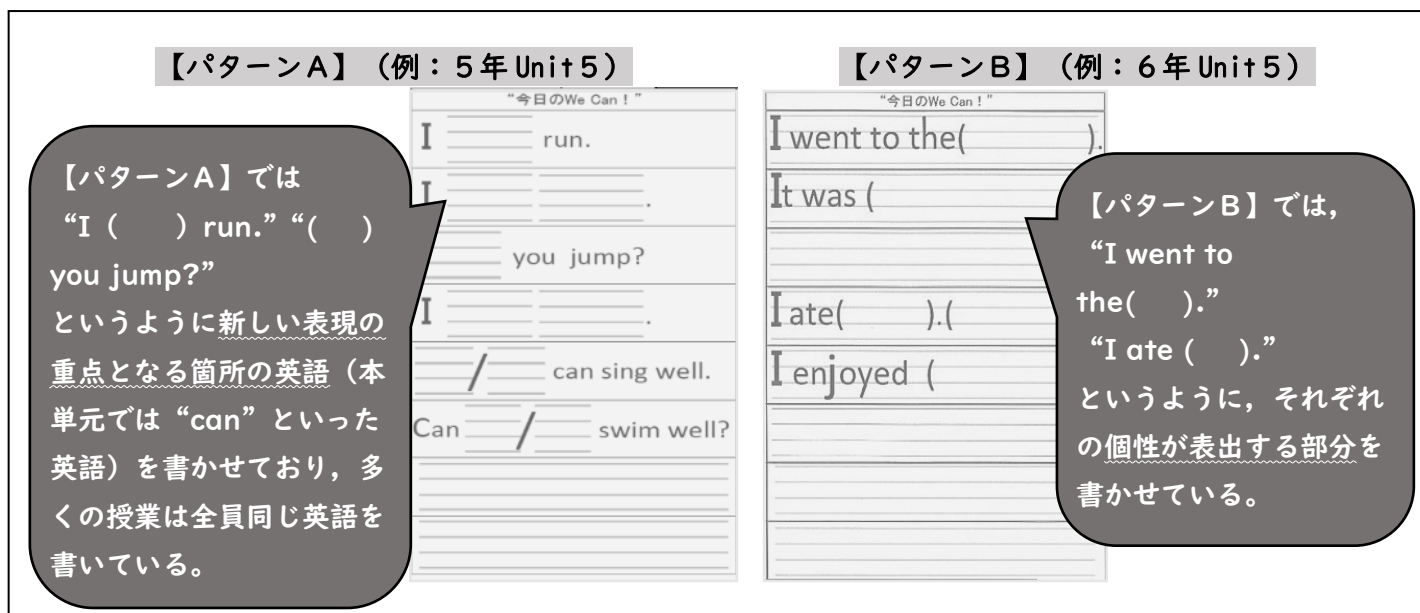 【パターンA】(例:5年Unit5)
【パターンA】では
“I (　　) run.” “(　　)
you jump?”
というように新しい表現の
重点となる箇所の英語(本
単元では“can”といった
英語)を書かせており,多
くの授業は全員同じ英語を
書いている。
“今日のWe Can!”
I run.
I .
you jump?
I .
/ can sing well.
Can / swim well?
【パターンB】(例:6年Unit5)
“今日のWe Can!”
I went to the( ).
It was (
I ate( ).(
I enjoyed (
【パターンB】では,
“I went to
the(　　).”
“I ate (　　).”
というように,それぞれ
の個性が表出する部分を
書かせている。